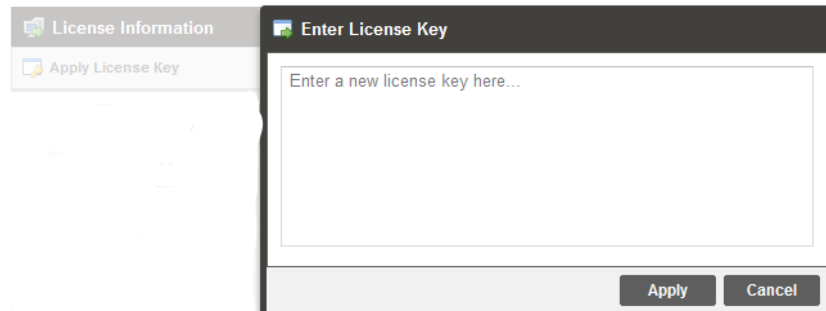 License Information
Apply License Key
Enter License Key
Enter a new license key here...
Apply
Cancel